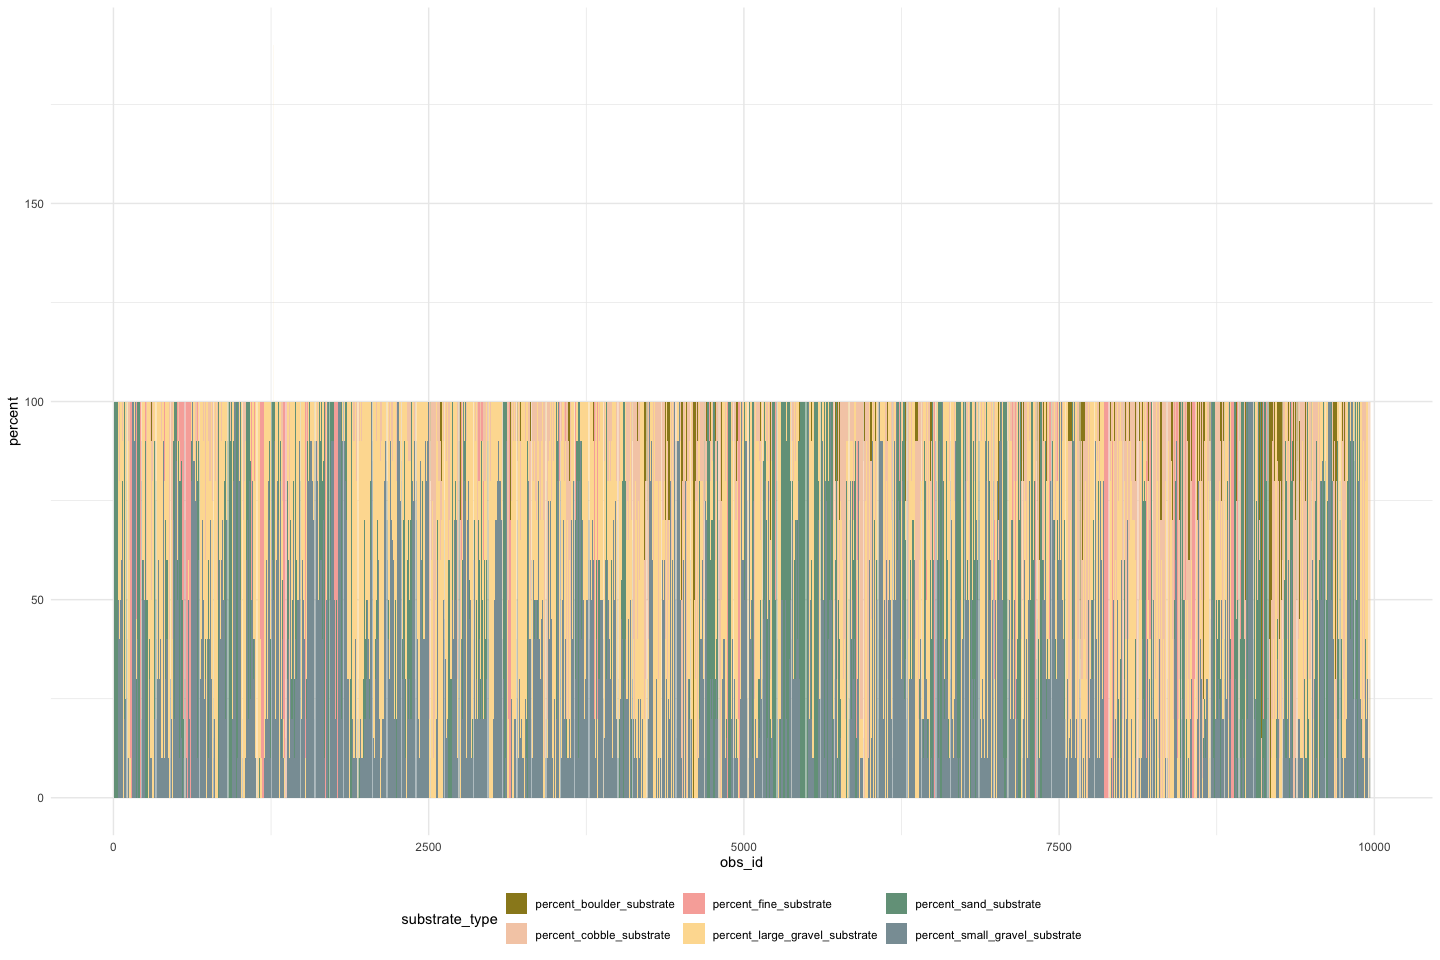 150
100
50
0
percent
0 2500 5000 7500 10000
obs_id
substrate_type
percent_boulder_substrate percent_fine_substrate percent_sand_substrate
percent_cobble_substrate percent_large_gravel_substrate percent_small_gravel_substrate